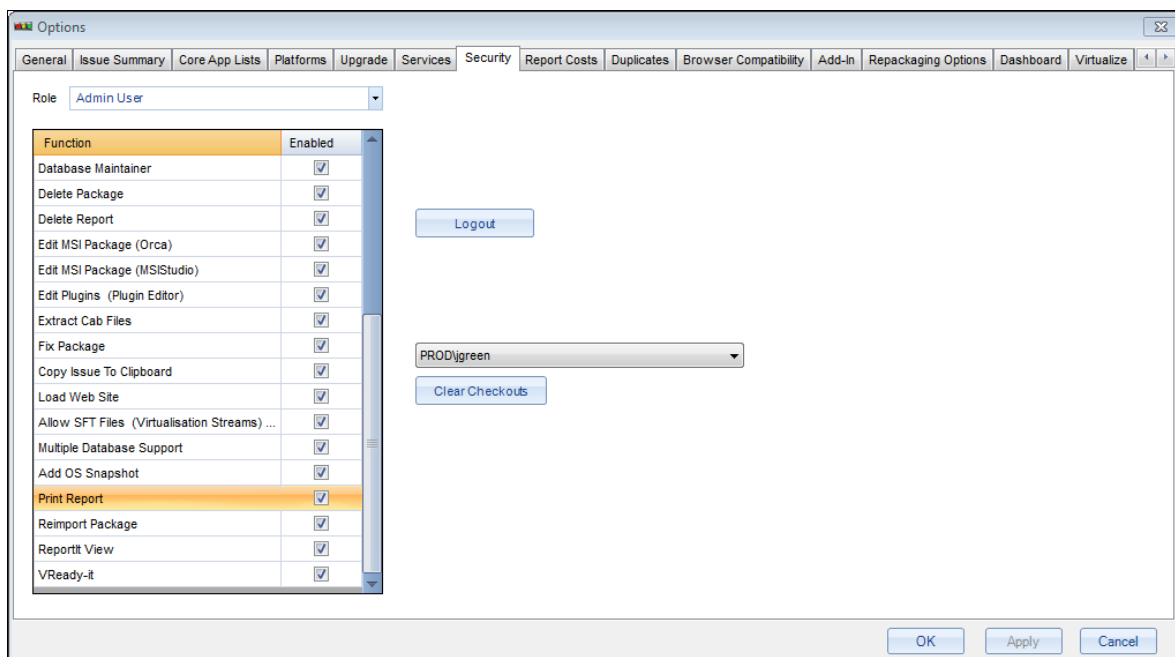 Options
General Issue Summary Core App Lists Platforms Upgrade Services Security Report Costs Duplicates Browser Compatibility Add-In Repackaging Options Dashboard Virtualize
Role Admin User
Function Enabled
Database Maintainer
Delete Package
Delete Report
Logout
Edit MSI Package (Orca)
Edit MSI Package (MSIStudio)
Edit Plugins (Plugin Editor)
Extract Cab Files
Fix Package
PROD\jgreen
Copy Issue To Clipboard
Load Web Site
Clear Checkouts
Allow SFT Files (Virtualisation Streams) ...
Multiple Database Support
Add OS Snapshot
Print Report
Reimport Package
ReportIt View
VReady-it
OK Apply Cancel